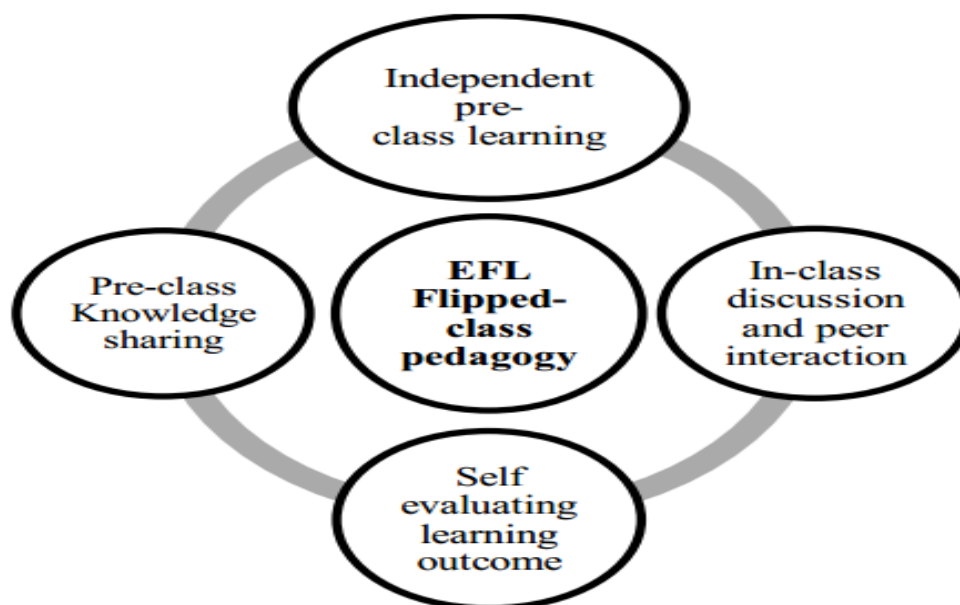 Independent
pre-
class learning
Pre-class
Knowledge
sharing
EFL
Flipped-
class
pedagogy
In-class
discussion
and peer
interaction
Self
evaluating
learning
outcome